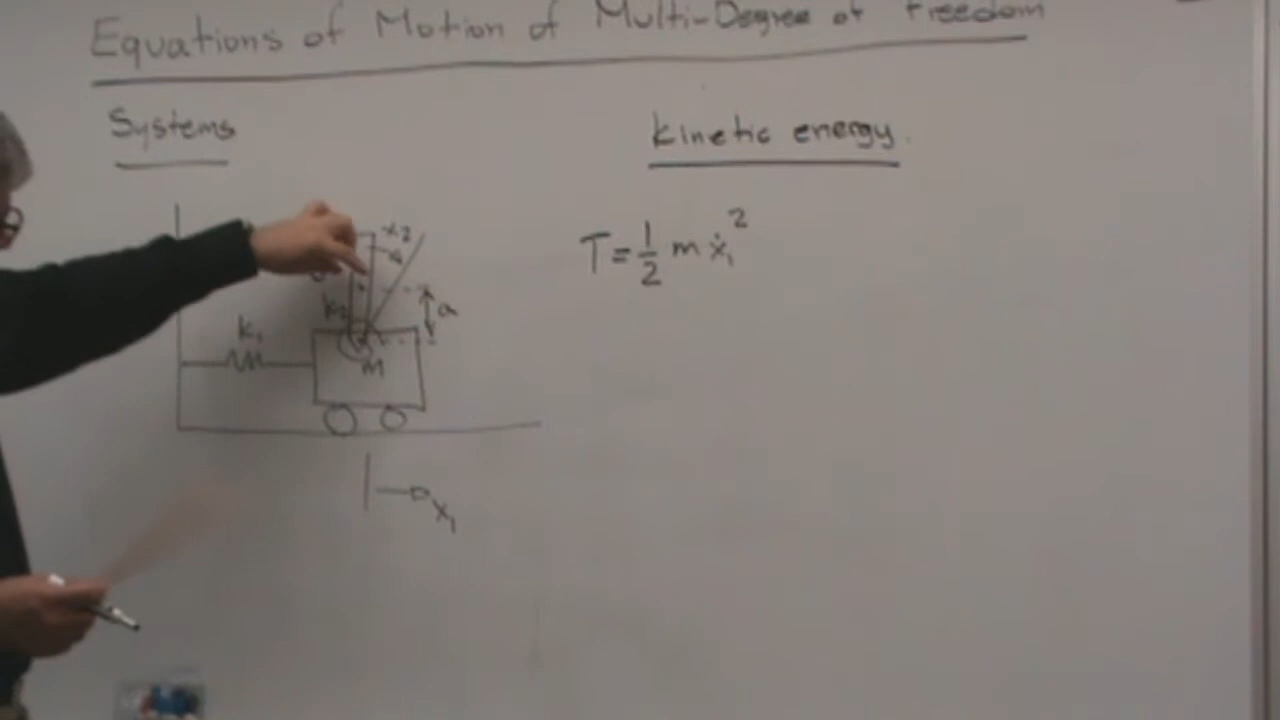 Equations of Motion of Multi-Degree of Freedom
Systems
kinetic energy.
T = 1/2 m ẋ₁²
x₂
k₂
a
k₁
m
x₁